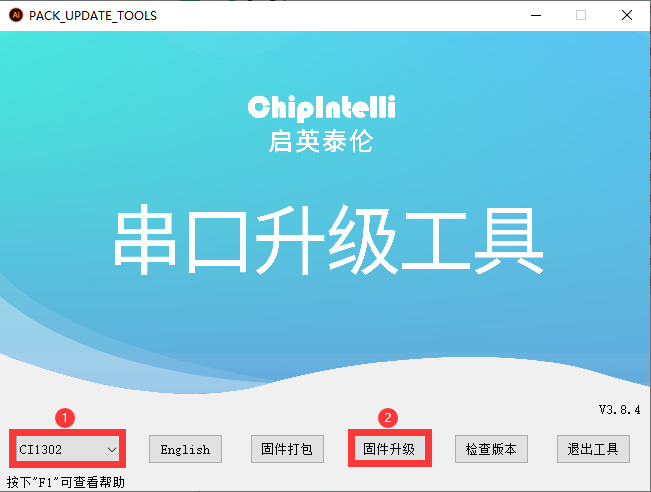 Ai PACK_UPDATE_TOOLS
ChipIntelli
启英泰伦
串口升级工具
V3.8.4
1 2
CI1302 English 固件打包 固件升级 检查版本 退出工具
按下"F1"可查看帮助